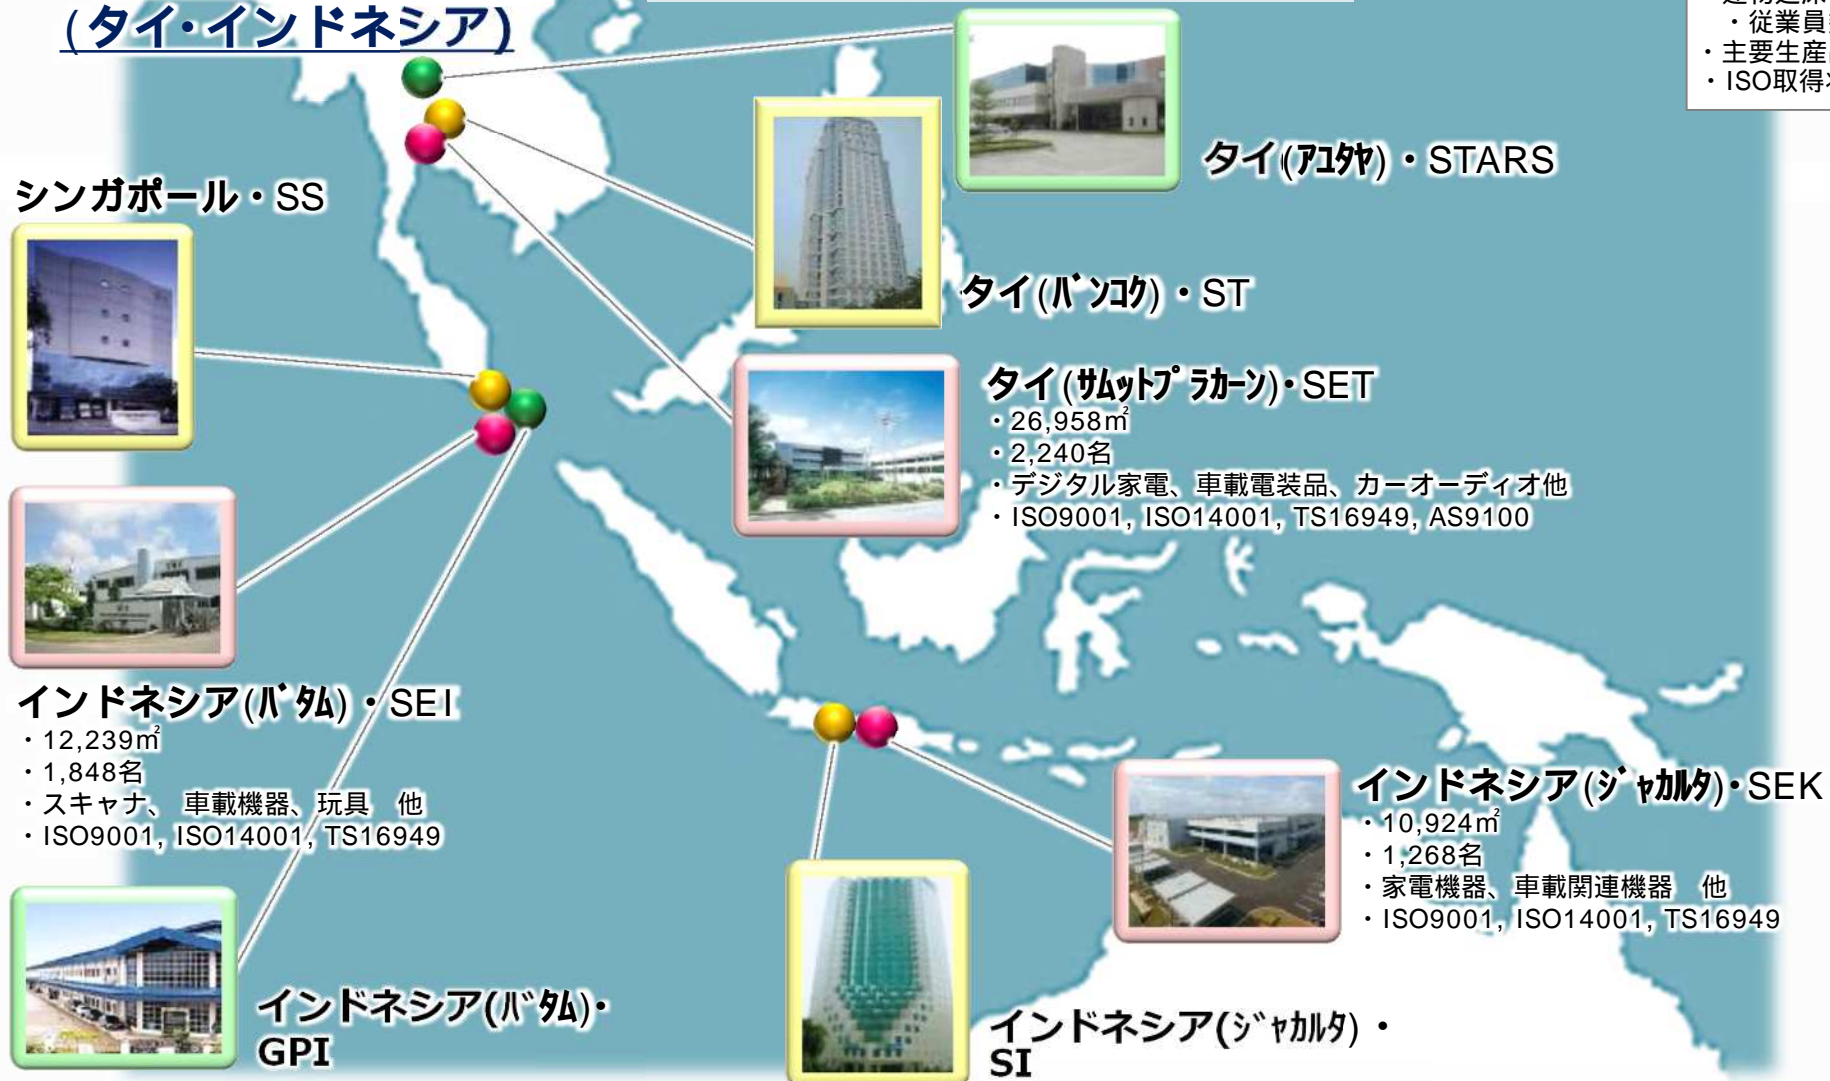 (タイ・インドネシア)
・従業員
・主要生産
・ISO取得
タイ(ｱﾕﾀﾔ)・STARS
シンガポール・SS
タイ(ﾊﾞﾝｺｸ)・ST
タイ(ｻﾑｯﾄﾌﾟﾗｶｰﾝ)・SET
・26,958㎡
・2,240名
・デジタル家電、車載電装品、カーオーディオ他
・ISO9001, ISO14001, TS16949, AS9100
インドネシア(ﾊﾞﾀﾑ)・SEI
・12,239㎡
・1,848名
・スキャナ、 車載機器、玩具　他
・ISO9001, ISO14001, TS16949
インドネシア(ｼﾞｬｶﾙﾀ)・SEK
・10,924㎡
・1,268名
・家電機器、車載関連機器　他
・ISO9001, ISO14001, TS16949
インドネシア(ﾊﾞﾀﾑ)・
GPI
インドネシア(ｼﾞｬｶﾙﾀ)・
SI